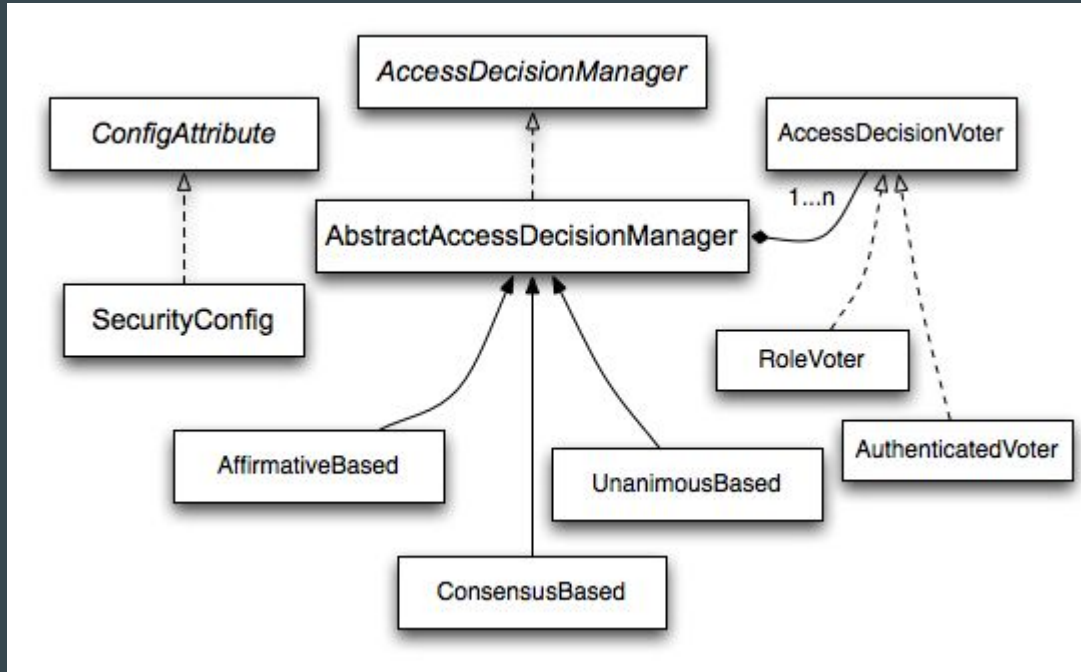 AccessDecisionManager
ConfigAttribute
AccessDecisionVoter
1...n
AbstractAccessDecisionManager
SecurityConfig
RoleVoter
AuthenticatedVoter
AffirmativeBased
UnanimousBased
ConsensusBased